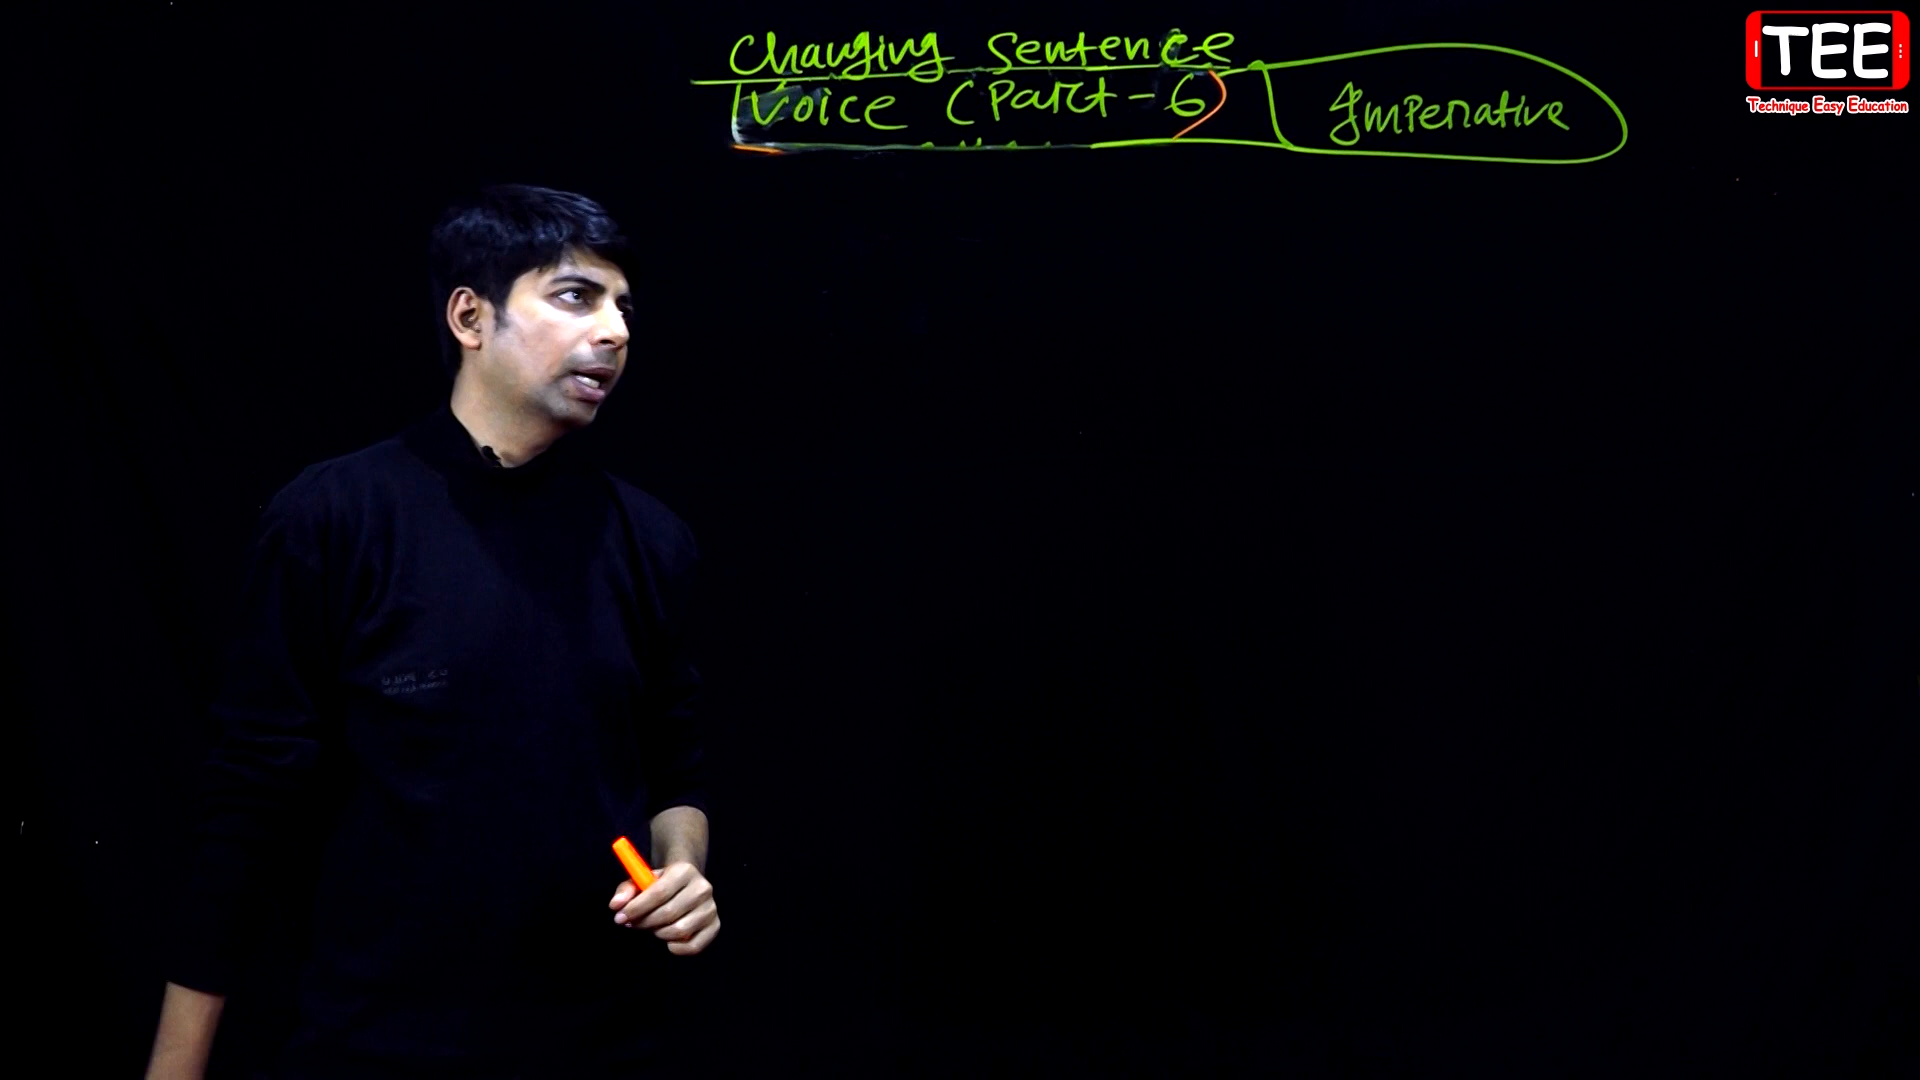 Changing Sentence
Voice (Part-6)
Imperative
TEE
Technique Easy Education